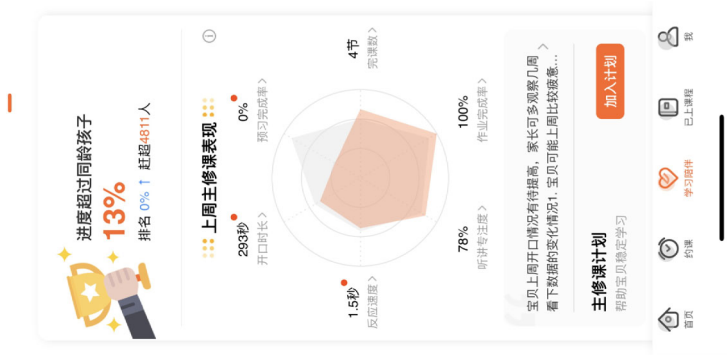 进度超过同龄孩子
13%
排名 0% ↑ 赶超4811人
上周主修课表现
4节
完课数 >
0%
预习完成率 >
100%
作业完成率 >
293秒
开口时长 >
78%
听讲专注度 >
1.5秒
反应速度 >
宝贝上周开口情况有待提高，家长可多观察几周
看下数据的变化情况1. 宝贝可能上周比较疲惫... >
主修课计划
帮助宝贝稳定学习
加入计划
首页
约课
学习陪伴
已上课程
我